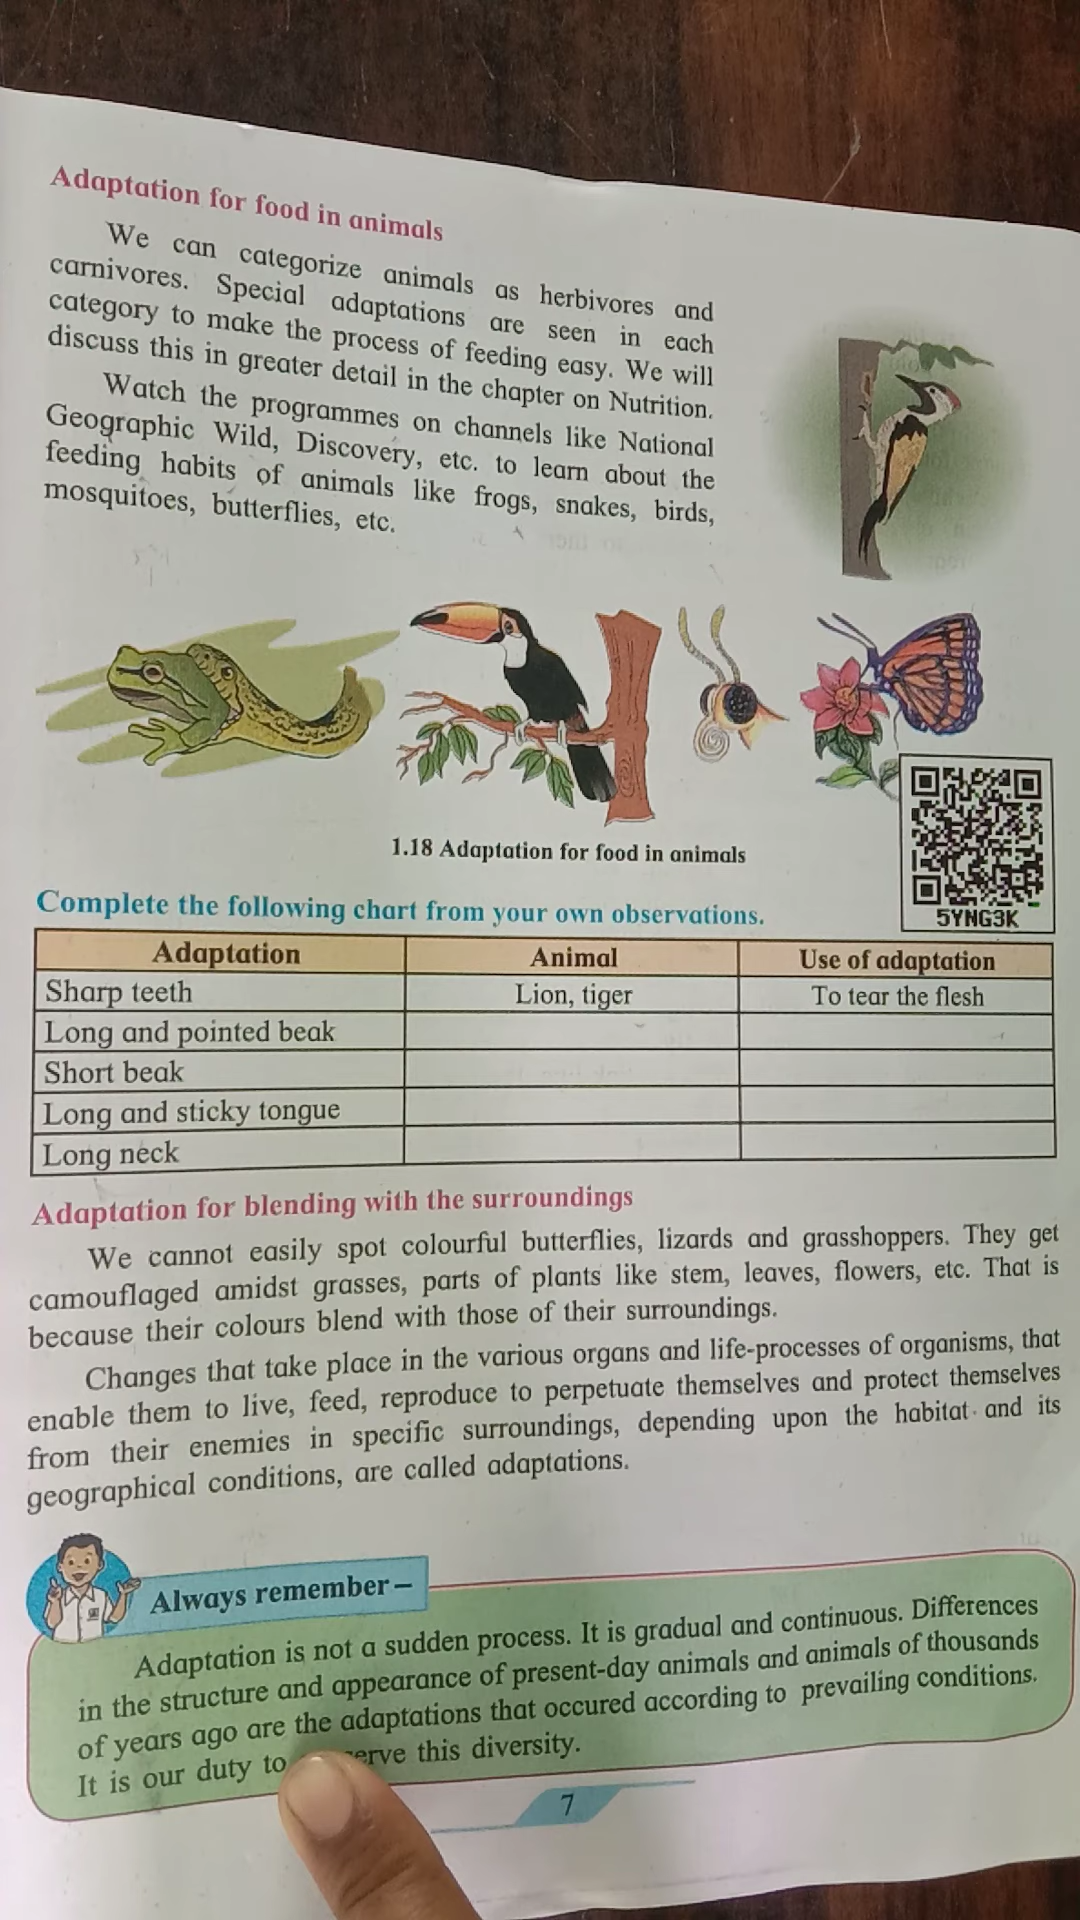 Adaptation for food in animals
We can categorize animals as herbivores and
carnivores. Special adaptations are seen in each
category to make the process of feeding easy. We will
discuss this in greater detail in the chapter on Nutrition.
Watch the programmes on channels like National
Geographic Wild, Discovery, etc. to learn about the
feeding habits of animals like frogs, snakes, birds,
mosquitoes, butterflies, etc.
1.18 Adaptation for food in animals
5YNG3K
Complete the following chart from your own observations.
Adaptation Animal Use of adaptation
Sharp teeth Lion, tiger To tear the flesh
Long and pointed beak
Short beak
Long and sticky tongue
Long neck
Adaptation for blending with the surroundings
We cannot easily spot colourful butterflies, lizards and grasshoppers. They get
camouflaged amidst grasses, parts of plants like stem, leaves, flowers, etc. That is
because their colours blend with those of their surroundings.
Changes that take place in the various organs and life-processes of organisms, that
enable them to live, feed, reproduce to perpetuate themselves and protect themselves
from their enemies in specific surroundings, depending upon the habitat and its
geographical conditions, are called adaptations.
Always remember –
Adaptation is not a sudden process. It is gradual and continuous. Differences
in the structure and appearance of present-day animals and animals of thousands
of years ago are the adaptations that occured according to prevailing conditions.
It is our duty to this diversity.
7